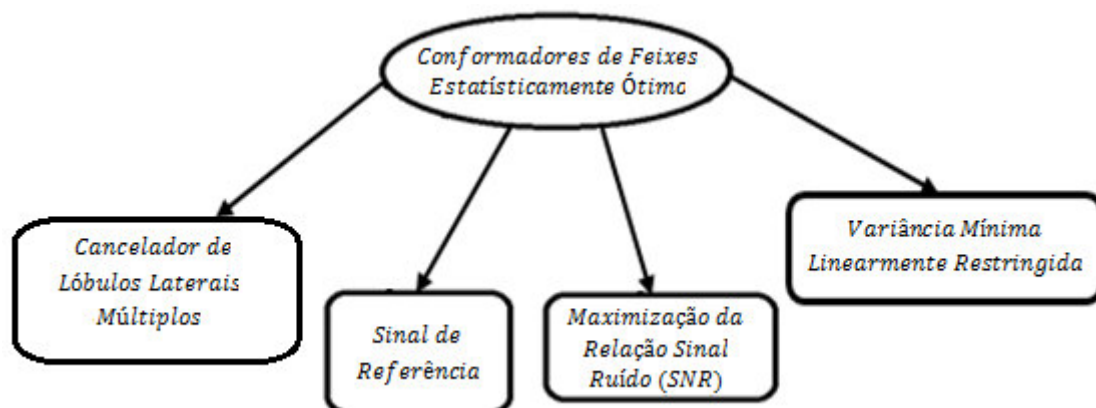 Conformadores de Feixes
Estatísticamente Ótimo
Cancelador de
Lóbulos Laterais
Múltiplos
Sinal de
Referência
Maximização da
Relação Sinal
Ruído (SNR)
Variância Mínima
Linearmente Restringida